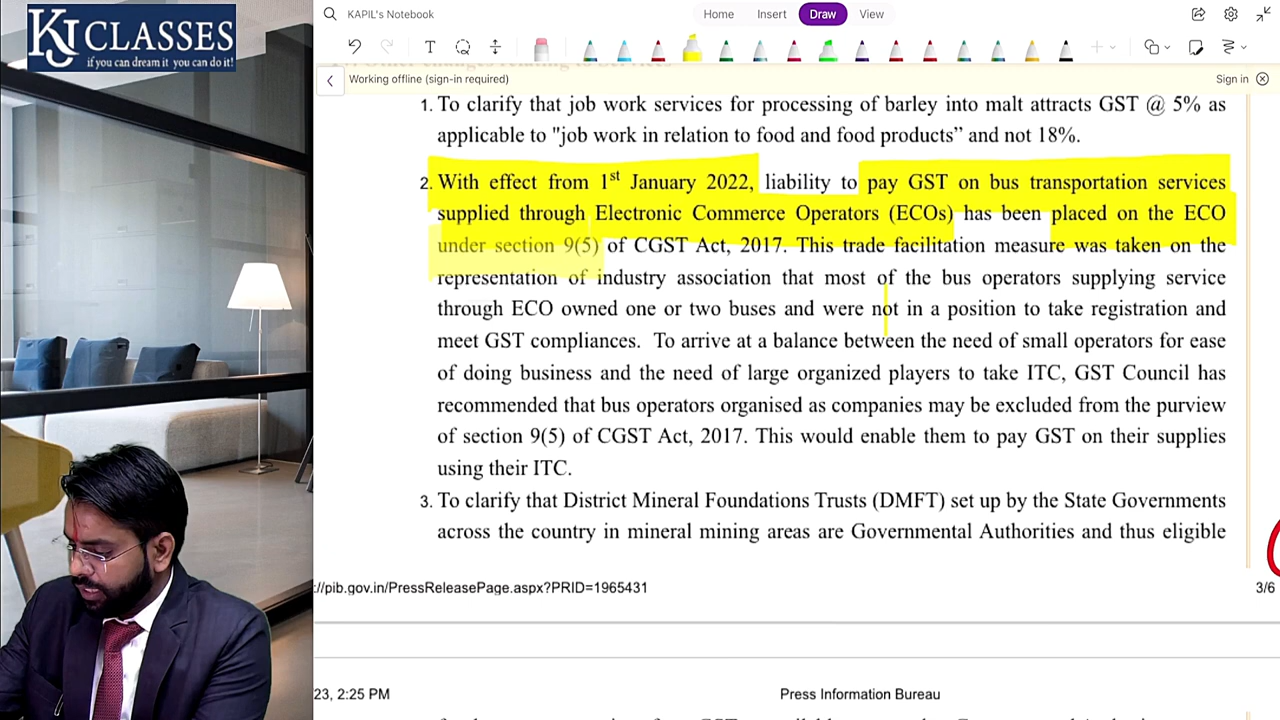 KJ CLASSES
if you can dream it you can do it!
KAPIL's Notebook
Home Insert Draw View
Working offline (sign-in required)
Sign in
1. To clarify that job work services for processing of barley into malt attracts GST @ 5% as
applicable to "job work in relation to food and food products” and not 18%.
2. With effect from 1st January 2022, liability to pay GST on bus transportation services
supplied through Electronic Commerce Operators (ECOs) has been placed on the ECO
under section 9(5) of CGST Act, 2017. This trade facilitation measure was taken on the
representation of industry association that most of the bus operators supplying service
through ECO owned one or two buses and were not in a position to take registration and
meet GST compliances. To arrive at a balance between the need of small operators for ease
of doing business and the need of large organized players to take ITC, GST Council has
recommended that bus operators organised as companies may be excluded from the purview
of section 9(5) of CGST Act, 2017. This would enable them to pay GST on their supplies
using their ITC.
3. To clarify that District Mineral Foundations Trusts (DMFT) set up by the State Governments
across the country in mineral mining areas are Governmental Authorities and thus eligible
://pib.gov.in/PressReleasePage.aspx?PRID=1965431
3/6
23, 2:25 PM
Press Information Bureau